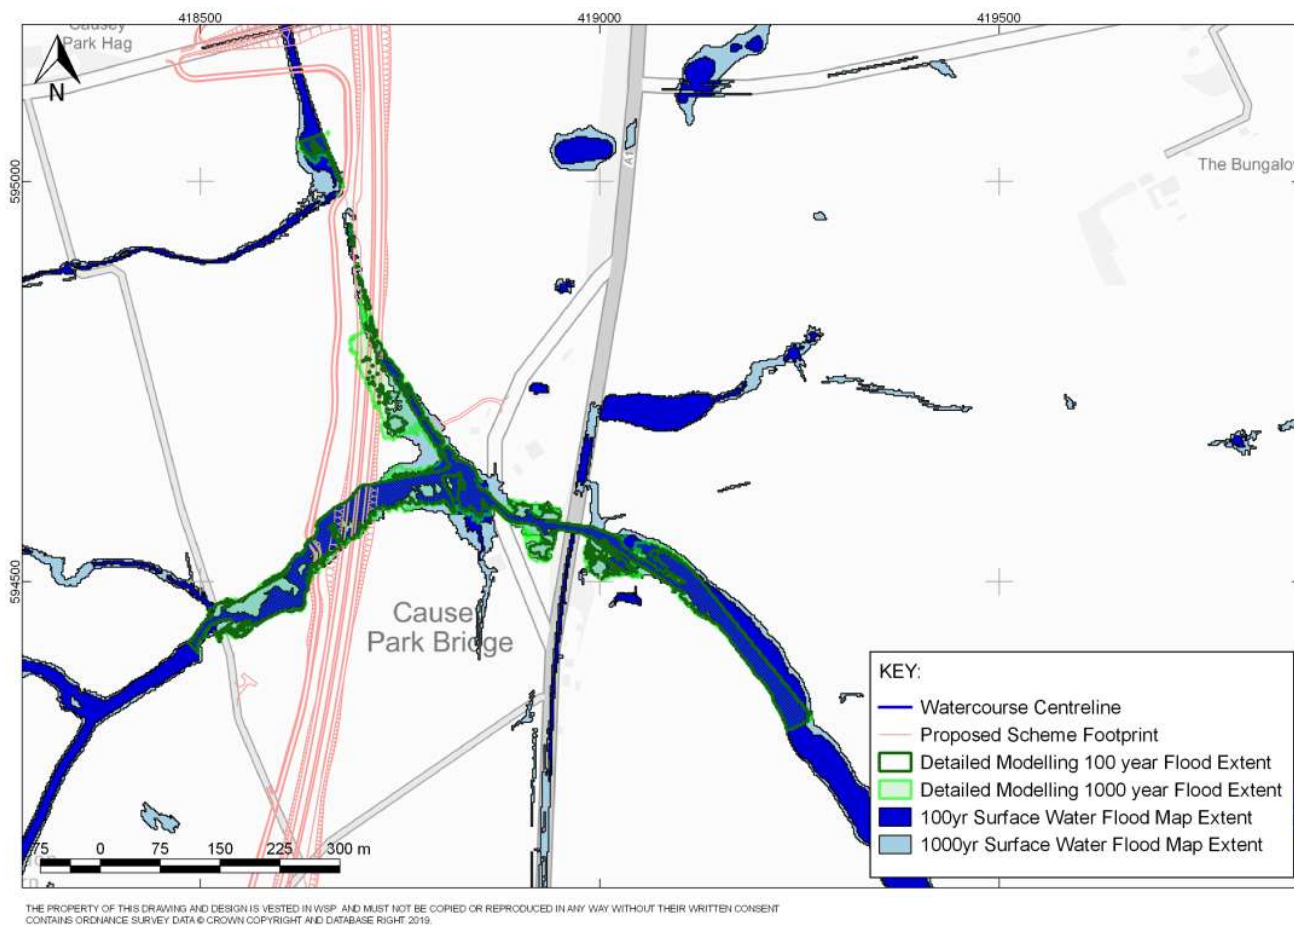 418500
419000
419500
Causey
Park Hag
N
595000
A1
The Bungalow
594500
Causey
Park Bridge
KEY:
Watercourse Centreline
Proposed Scheme Footprint
Detailed Modelling 100 year Flood Extent
Detailed Modelling 1000 year Flood Extent
100yr Surface Water Flood Map Extent
1000yr Surface Water Flood Map Extent
75 0 75 150 225 300 m
THE PROPERTY OF THIS DRAWING AND DESIGN IS VESTED IN WSP AND MUST NOT BE COPIED OR REPRODUCED IN ANY WAY WITHOUT THEIR WRITTEN CONSENT
CONTAINS ORDNANCE SURVEY DATA © CROWN COPYRIGHT AND DATABASE RIGHT 2019.